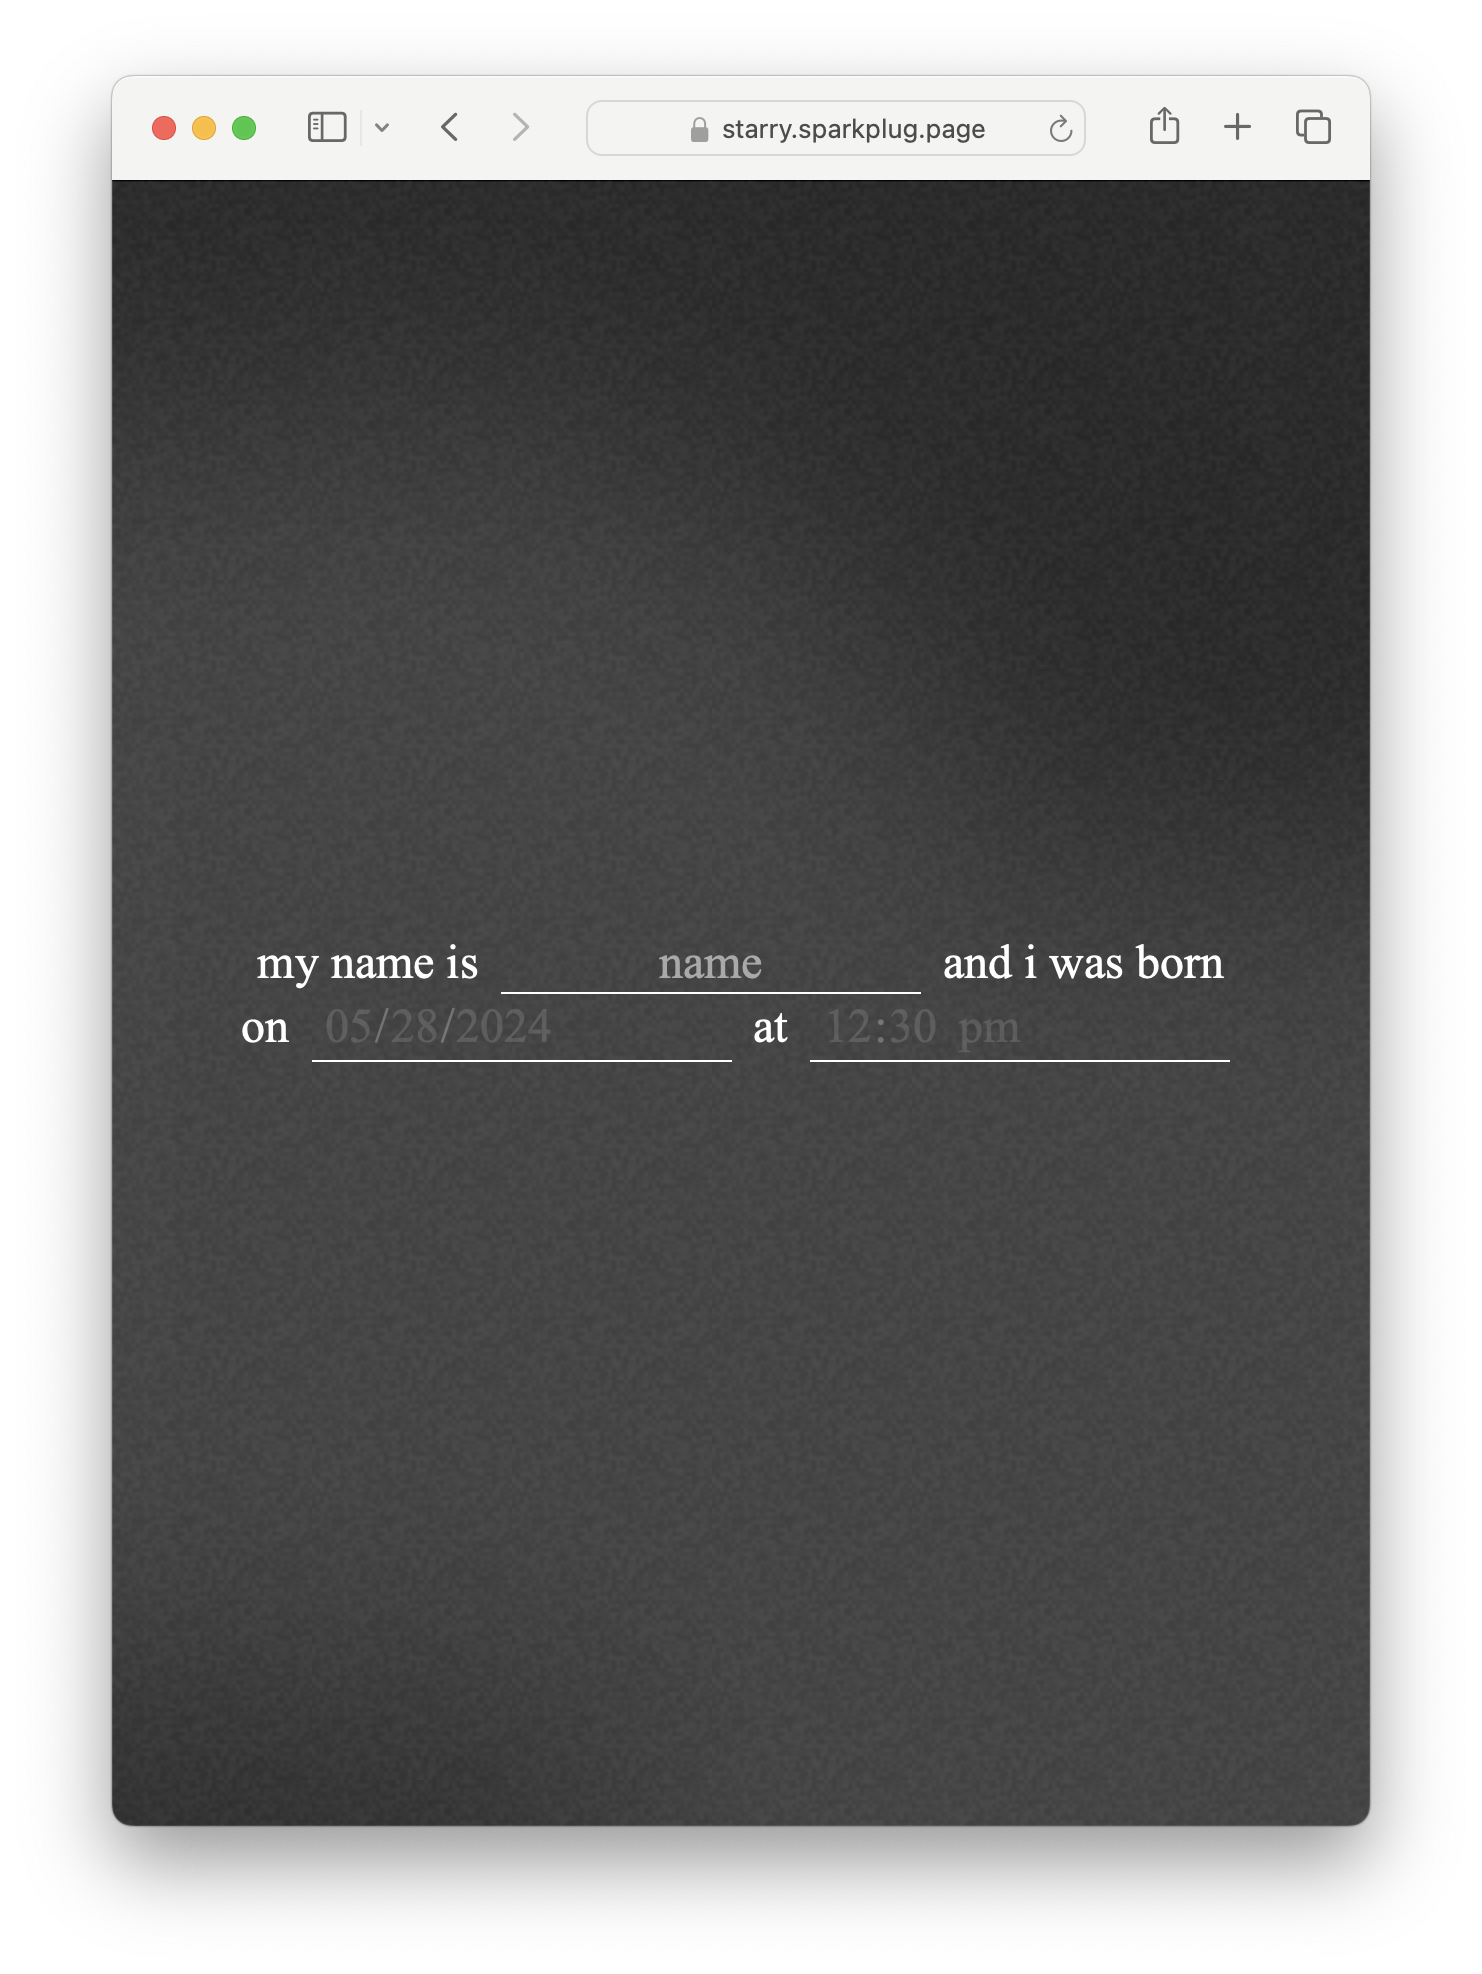 starry.sparkplug.page
my name is name and i was born
on 05/28/2024 at 12:30 pm